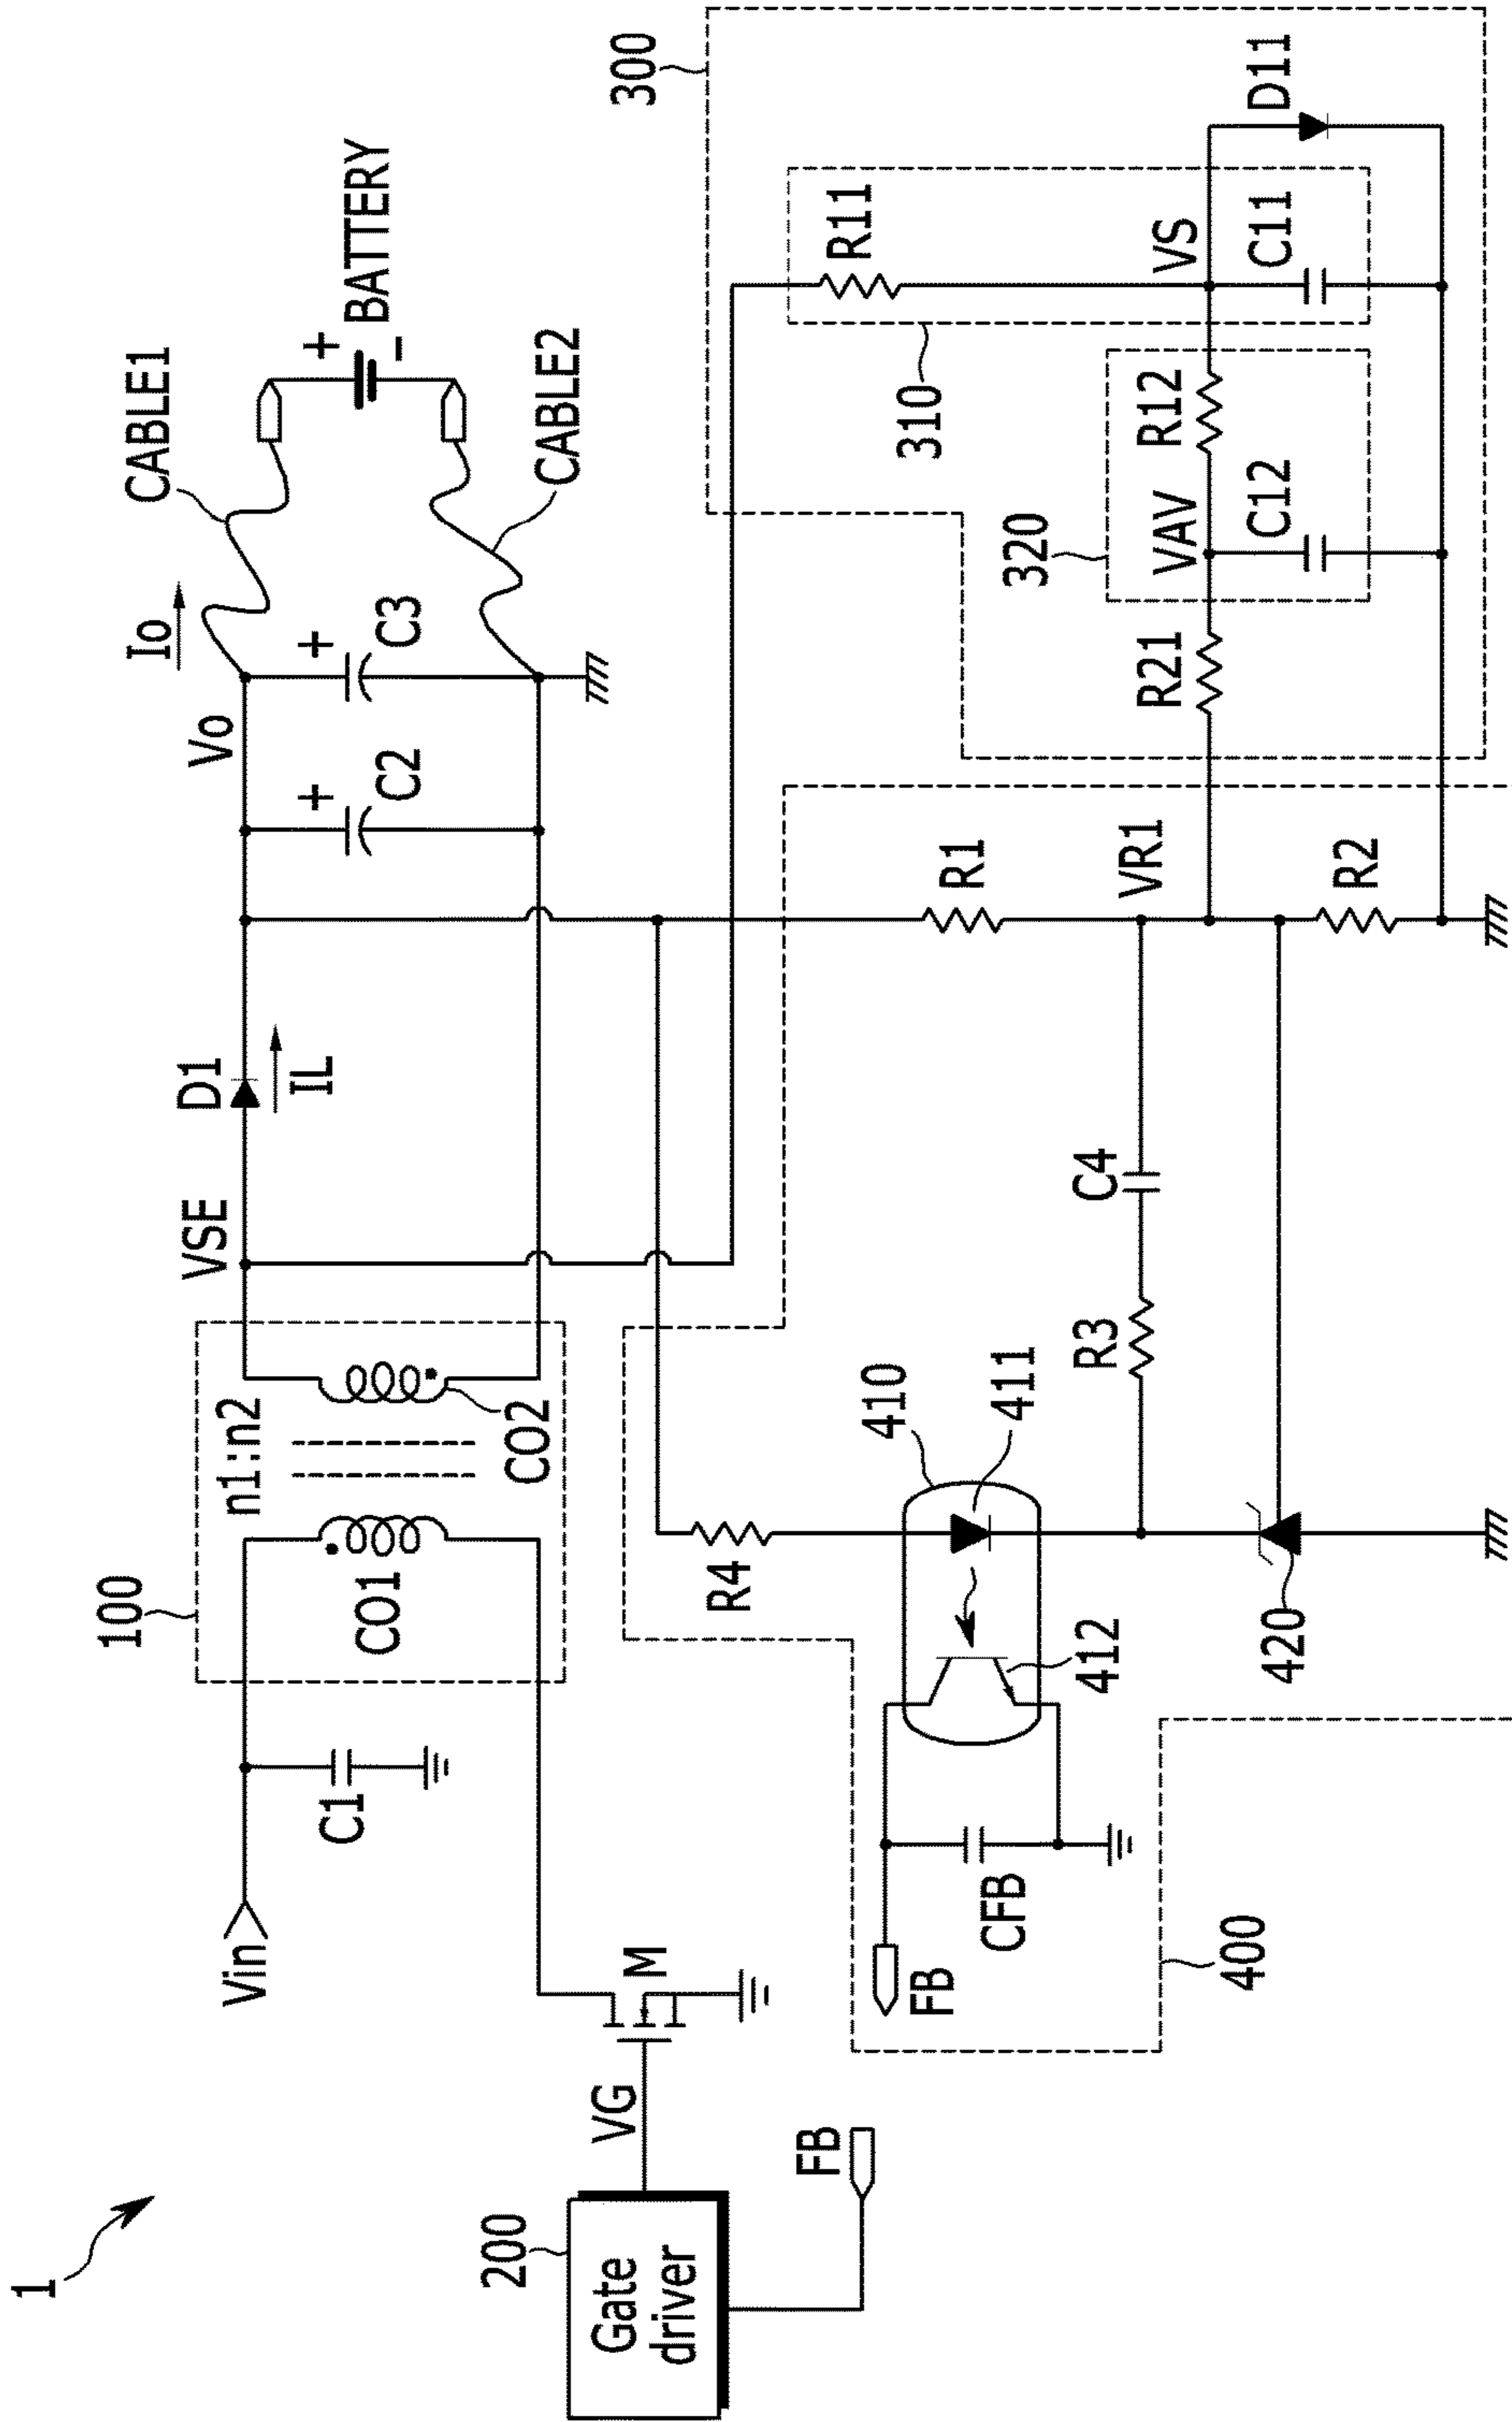 1
100
n1:n2
VSE
D1
IL
Vo
Io
CABLE1
BATTERY
+
-
CABLE2
Vin
C1
CO1
CO2
+
C2
+
C3
200
Gate
driver
VG
M
FB
FB
CFB
400
R4
410
411
412
420
R3
C4
R1
VR1
R2
300
310
R11
320
R21
VAV
R12
VS
C12
C11
D11